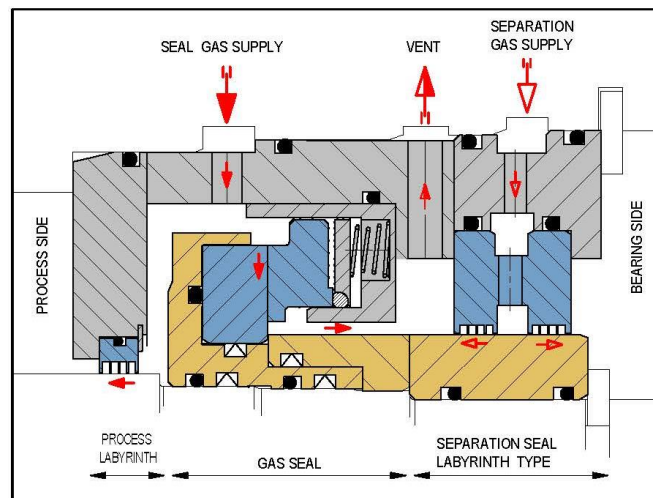 SEAL GAS SUPPLY
VENT
SEPARATION
GAS SUPPLY
PROCESS SIDE
BEARING SIDE
PROCESS
LABYRINTH
GAS SEAL
SEPARATION SEAL
LABYRINTH TYPE